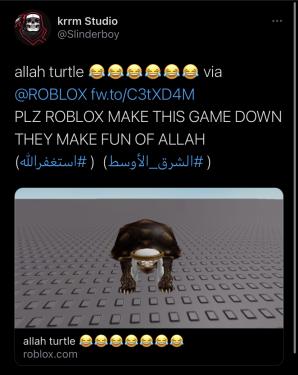 krrm Studio
@Slinderboy
allah turtle 😂😂😂😂😂😂 via
@ROBLOX fw.to/C3tXD4M
PLZ ROBLOX MAKE THIS GAME DOWN
THEY MAKE FUN OF ALLAH
(#الشرق_الأوسط) (#استغفرالله)
allah turtle 😂😂😂😂😂😂😂
roblox.com